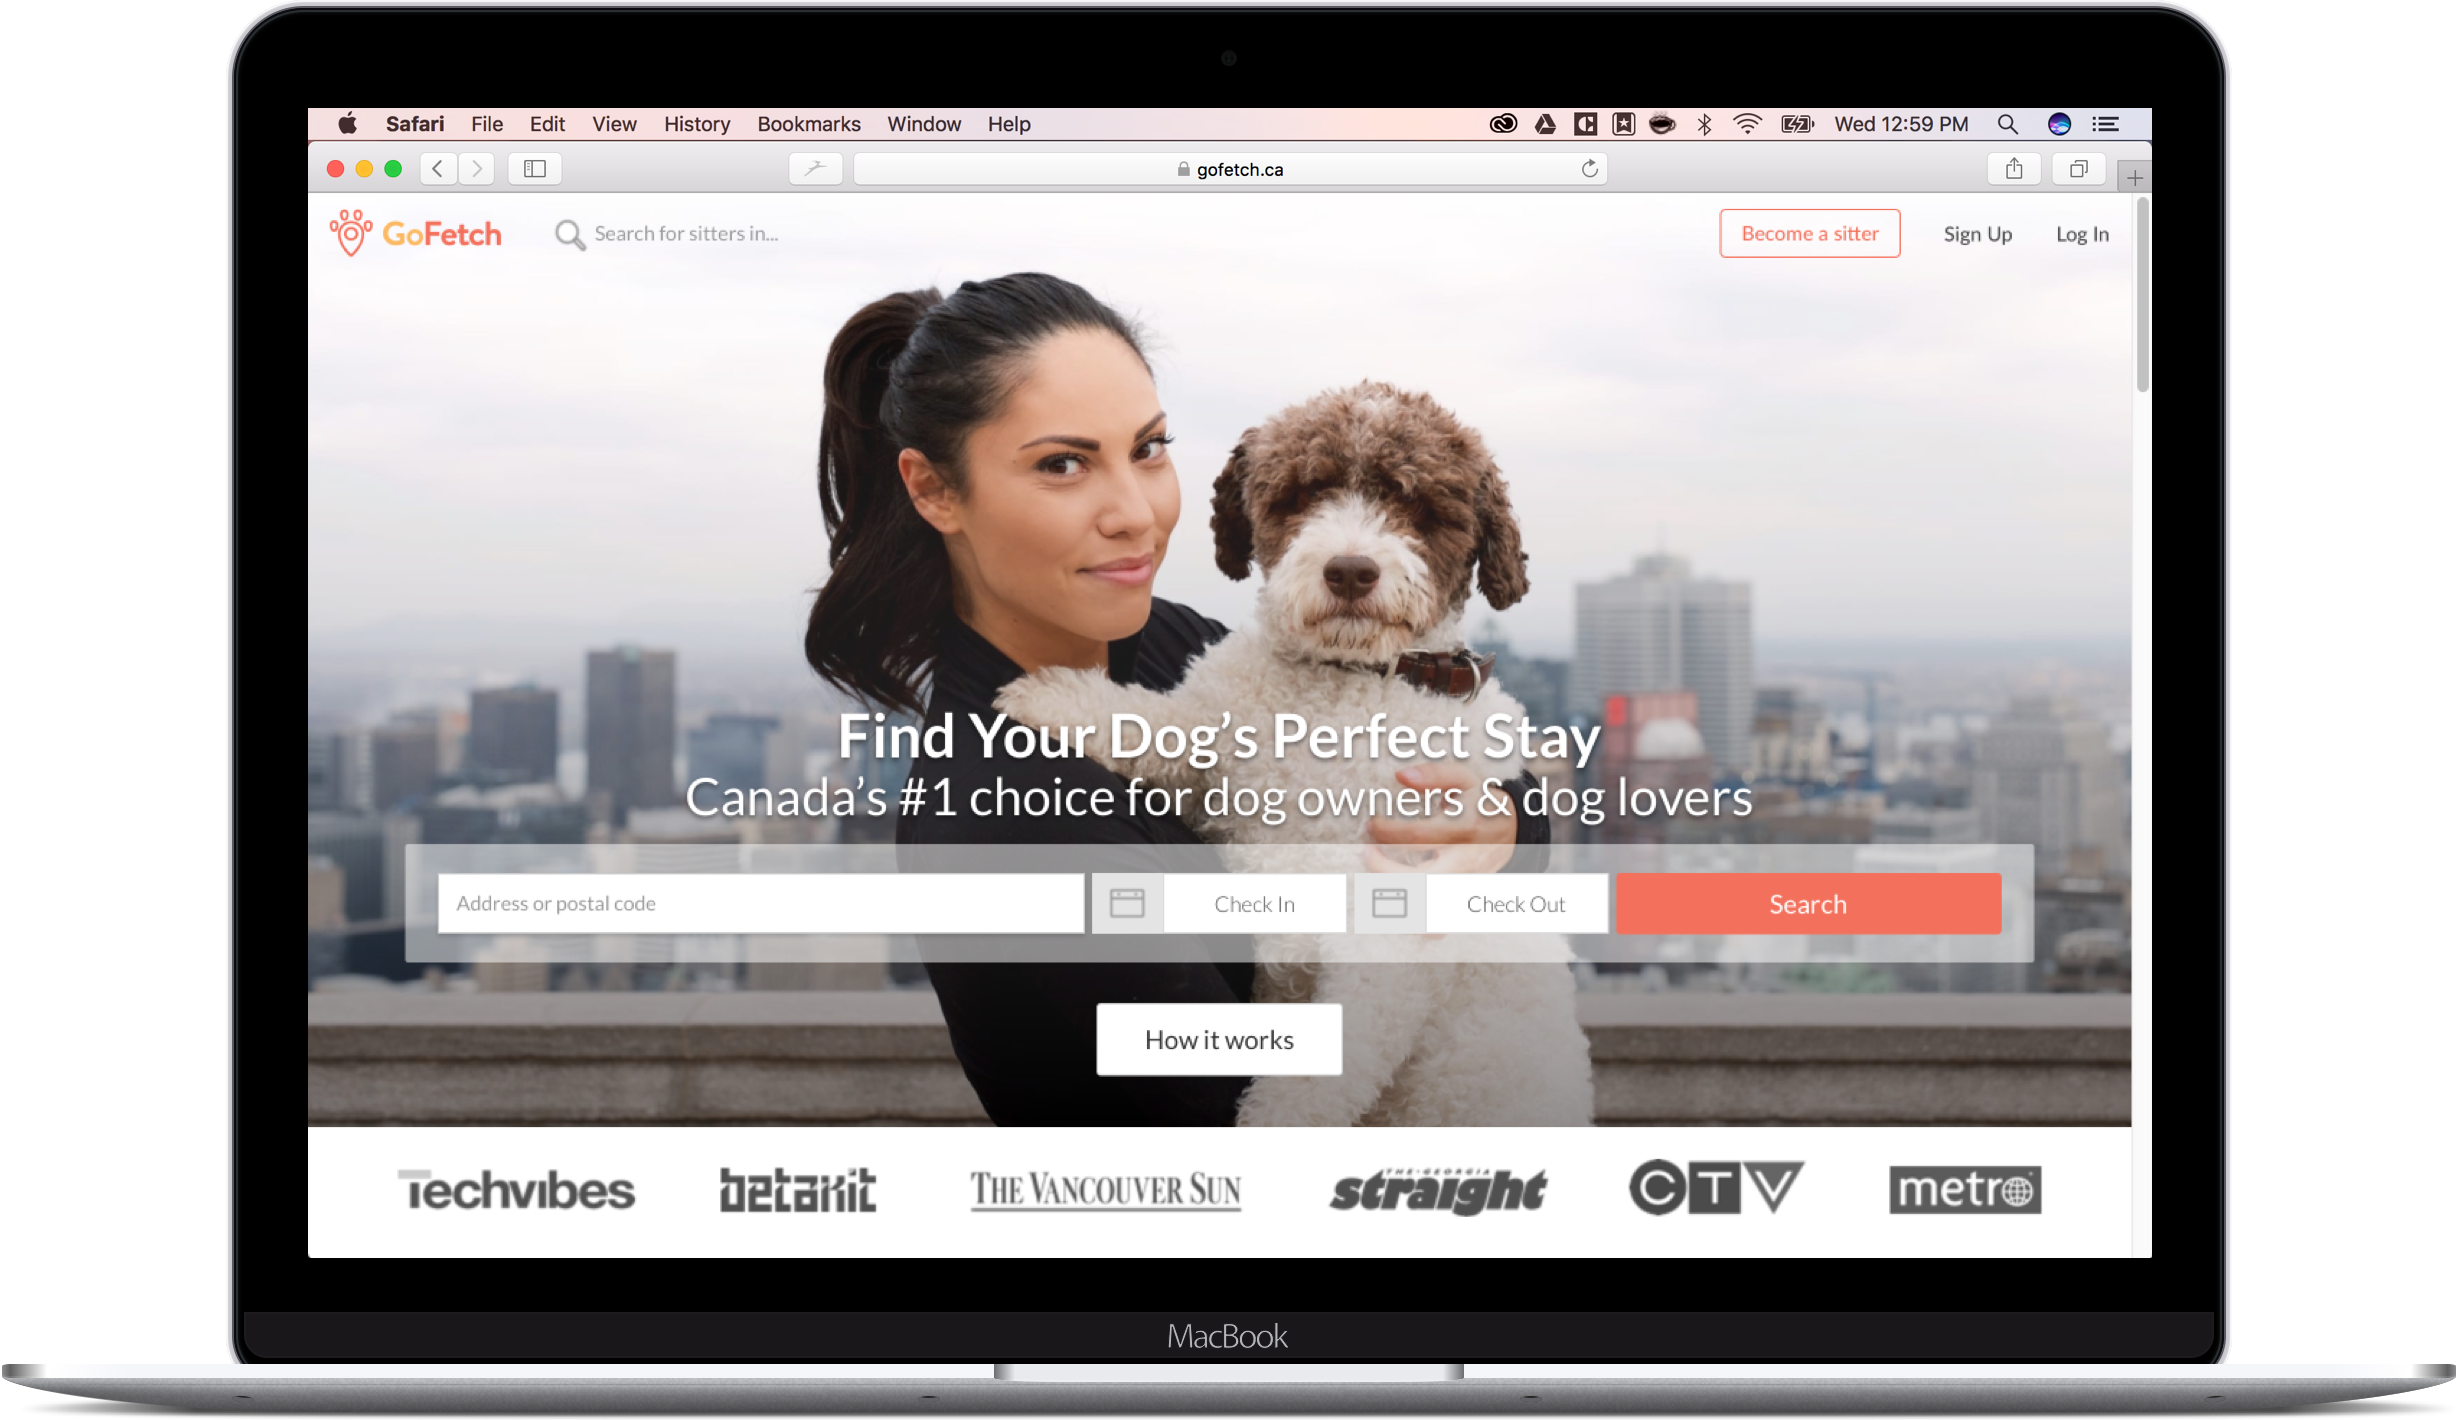 Safari File Edit View History Bookmarks Window Help Wed 12:59 PM
gofetch.ca
GoFetch Search for sitters in... Become a sitter Sign Up Log In
Find Your Dog's Perfect Stay
Canada's #1 choice for dog owners & dog lovers
Address or postal code Check In Check Out Search
How it works
Techvibes betakit THE VANCOUVER SUN THE GEORGIA straight CTV metro
MacBook